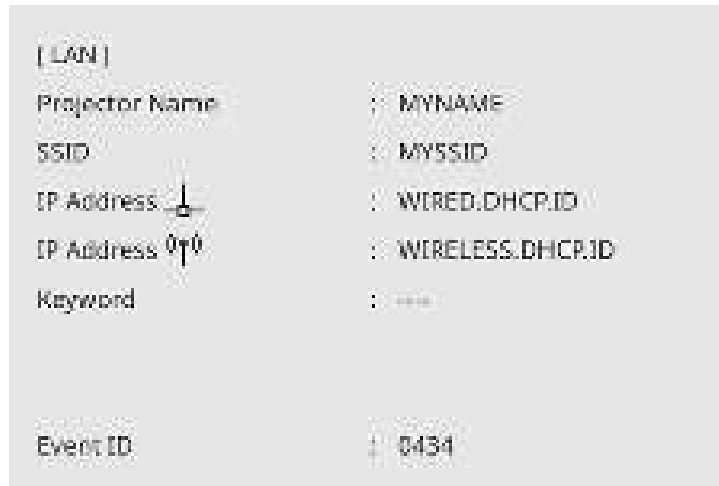 [ LAN ]
Projector Name : MYNAME
SSID : MYSSID
IP Address : WIRED.DHCP.ID
IP Address : WIRELESS.DHCP.ID
Keyword : ----
Event ID : 0434